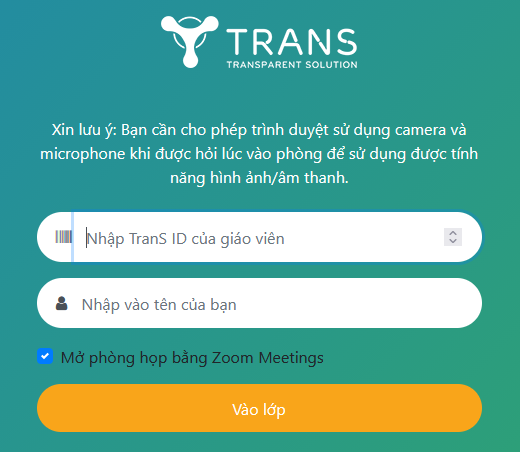 TRANS
TRANSPARENT SOLUTION
Xin lưu ý: Bạn cần cho phép trình duyệt sử dụng camera và
microphone khi được hỏi lúc vào phòng để sử dụng được tính
năng hình ảnh/âm thanh.
Nhập TranS ID của giáo viên
Nhập vào tên của bạn
Mở phòng họp bằng Zoom Meetings
Vào lớp